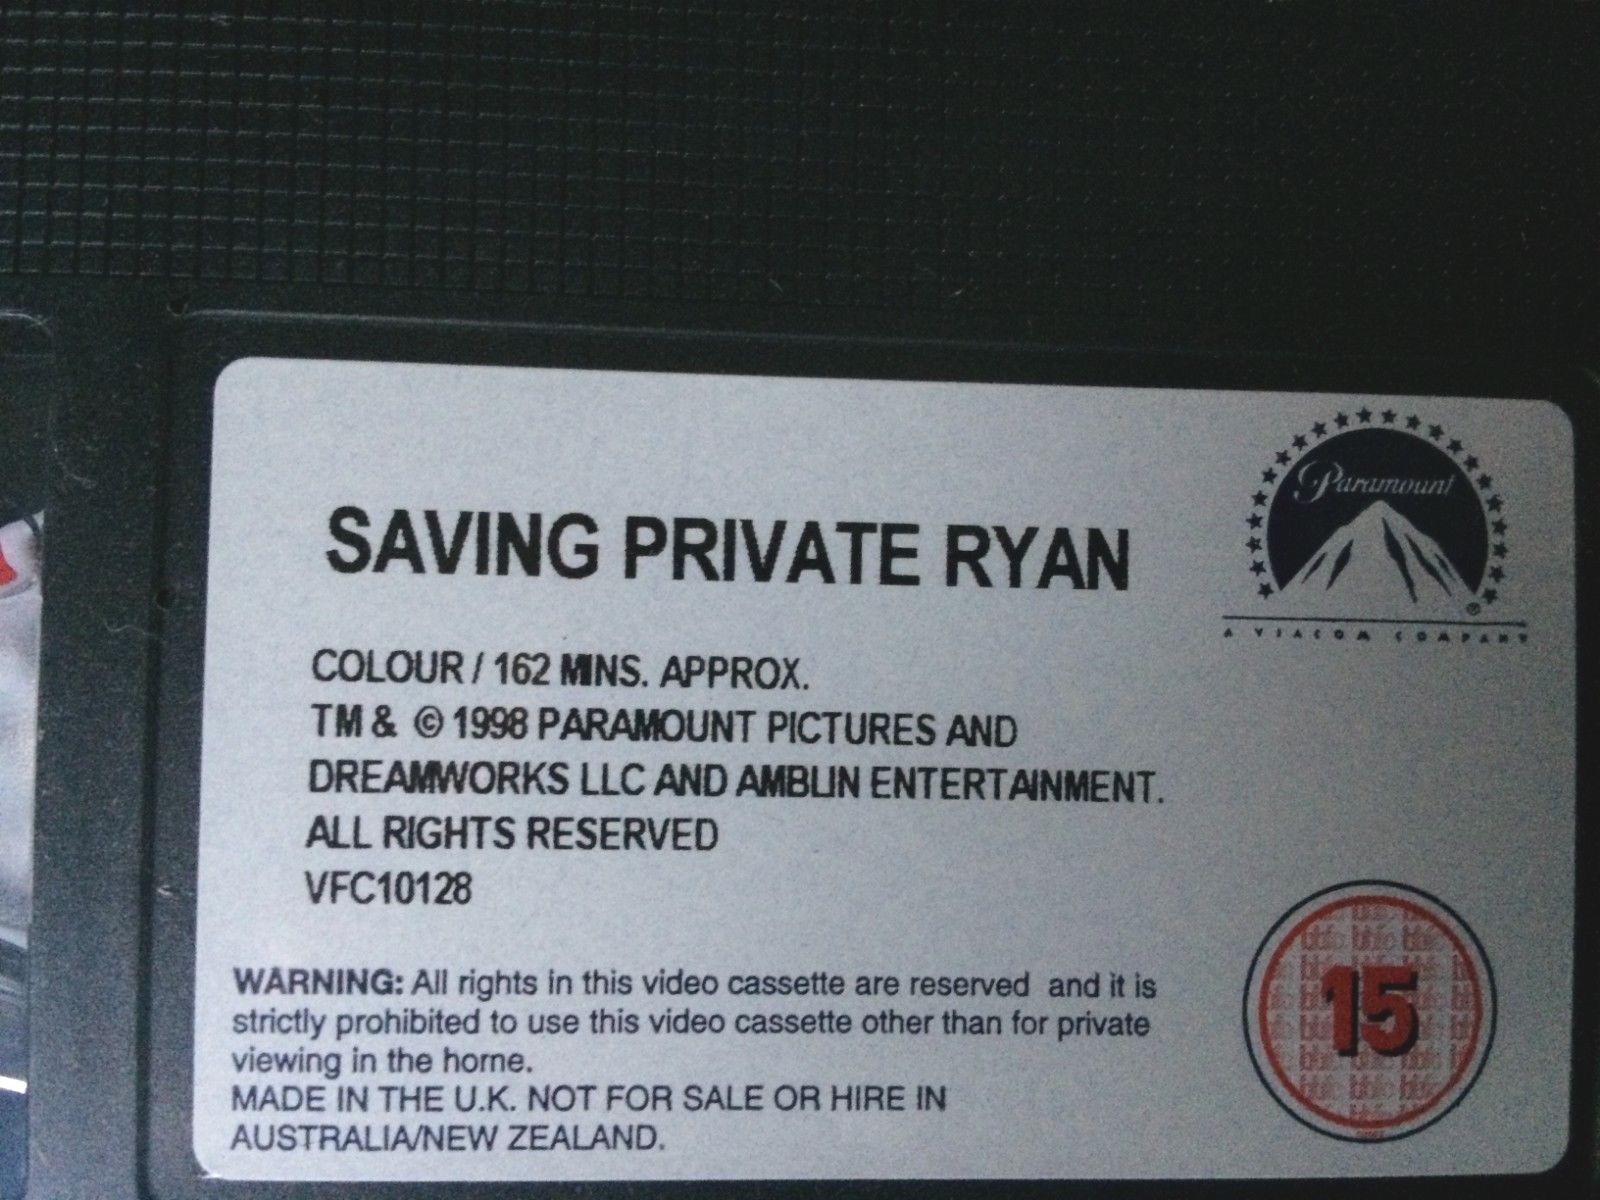 Paramount
A VIACOM COMPANY
SAVING PRIVATE RYAN
COLOUR / 162 MINS. APPROX.
TM & © 1998 PARAMOUNT PICTURES AND
DREAMWORKS LLC AND AMBLIN ENTERTAINMENT.
ALL RIGHTS RESERVED
VFC10128
WARNING: All rights in this video cassette are reserved and it is
strictly prohibited to use this video cassette other than for private
viewing in the home.
MADE IN THE U.K. NOT FOR SALE OR HIRE IN
AUSTRALIA/NEW ZEALAND.
15